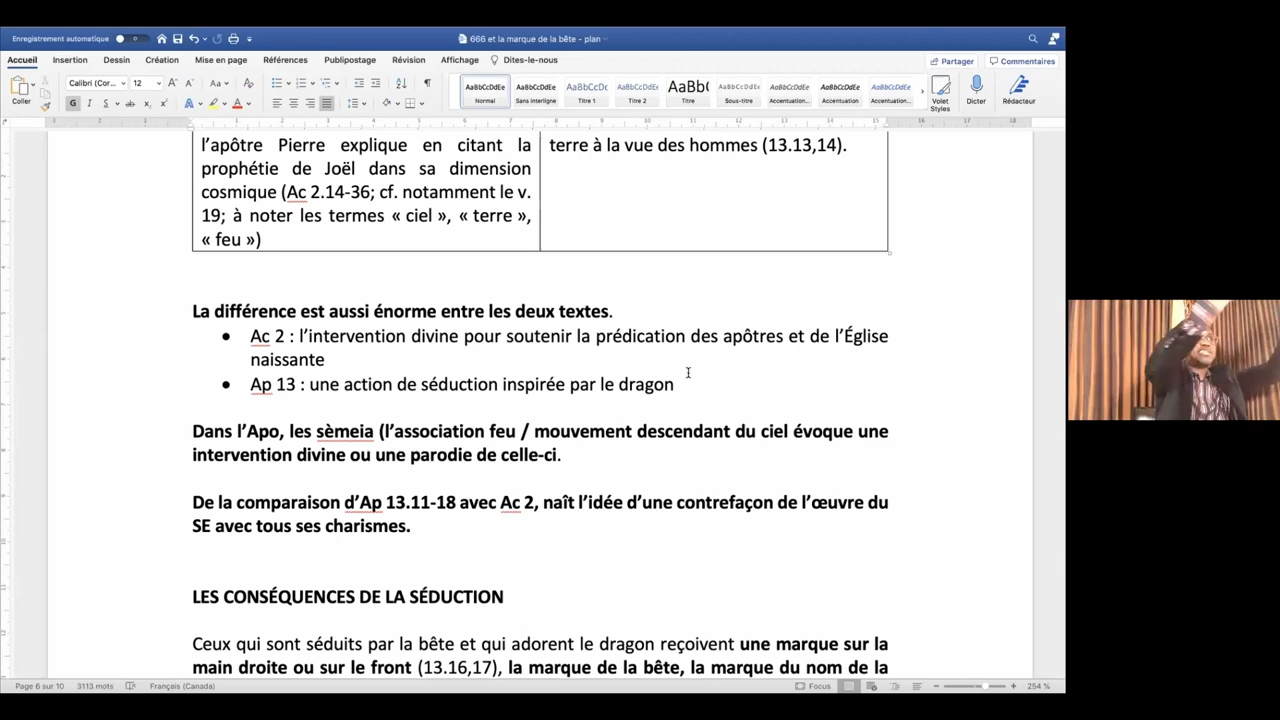 Enregistrement automatique
666 et la marque de la bête - plan
Accueil Insertion Dessin Création Mise en page Références Publipostage Révision Affichage Dites-le-nous
Partager Commentaires
Coller
Calibri (Cor... 12
AaBbCcDdEe AaBbCcDdEe AaBbCcDc AaBbCcDdEe AaBb( AaBbCcDdEe AaBbCcDdEe AaBbCcDdEe AaBbCcDdEe
Normal Sans interligne Titre 1 Titre 2 Titre Sous-titre Accentuation... Accentuation Accentuation...
Volet Styles Dicter Rédacteur
l’apôtre Pierre explique en citant la
prophétie de Joël dans sa dimension
cosmique (Ac 2.14-36; cf. notamment le v.
19; à noter les termes « ciel », « terre »,
« feu »)
terre à la vue des hommes (13.13,14).
La différence est aussi énorme entre les deux textes.
• Ac 2 : l’intervention divine pour soutenir la prédication des apôtres et de l’Église
naissante
• Ap 13 : une action de séduction inspirée par le dragon
Dans l’Apo, les sèmeia (l’association feu / mouvement descendant du ciel évoque une
intervention divine ou une parodie de celle-ci.
De la comparaison d’Ap 13.11-18 avec Ac 2, naît l’idée d’une contrefaçon de l’œuvre du
SE avec tous ses charismes.
LES CONSÉQUENCES DE LA SÉDUCTION
Ceux qui sont séduits par la bête et qui adorent le dragon reçoivent une marque sur la
main droite ou sur le front (13.16,17), la marque de la bête, la marque du nom de la
Page 6 sur 10 3113 mots Français (Canada) Focus 254 %